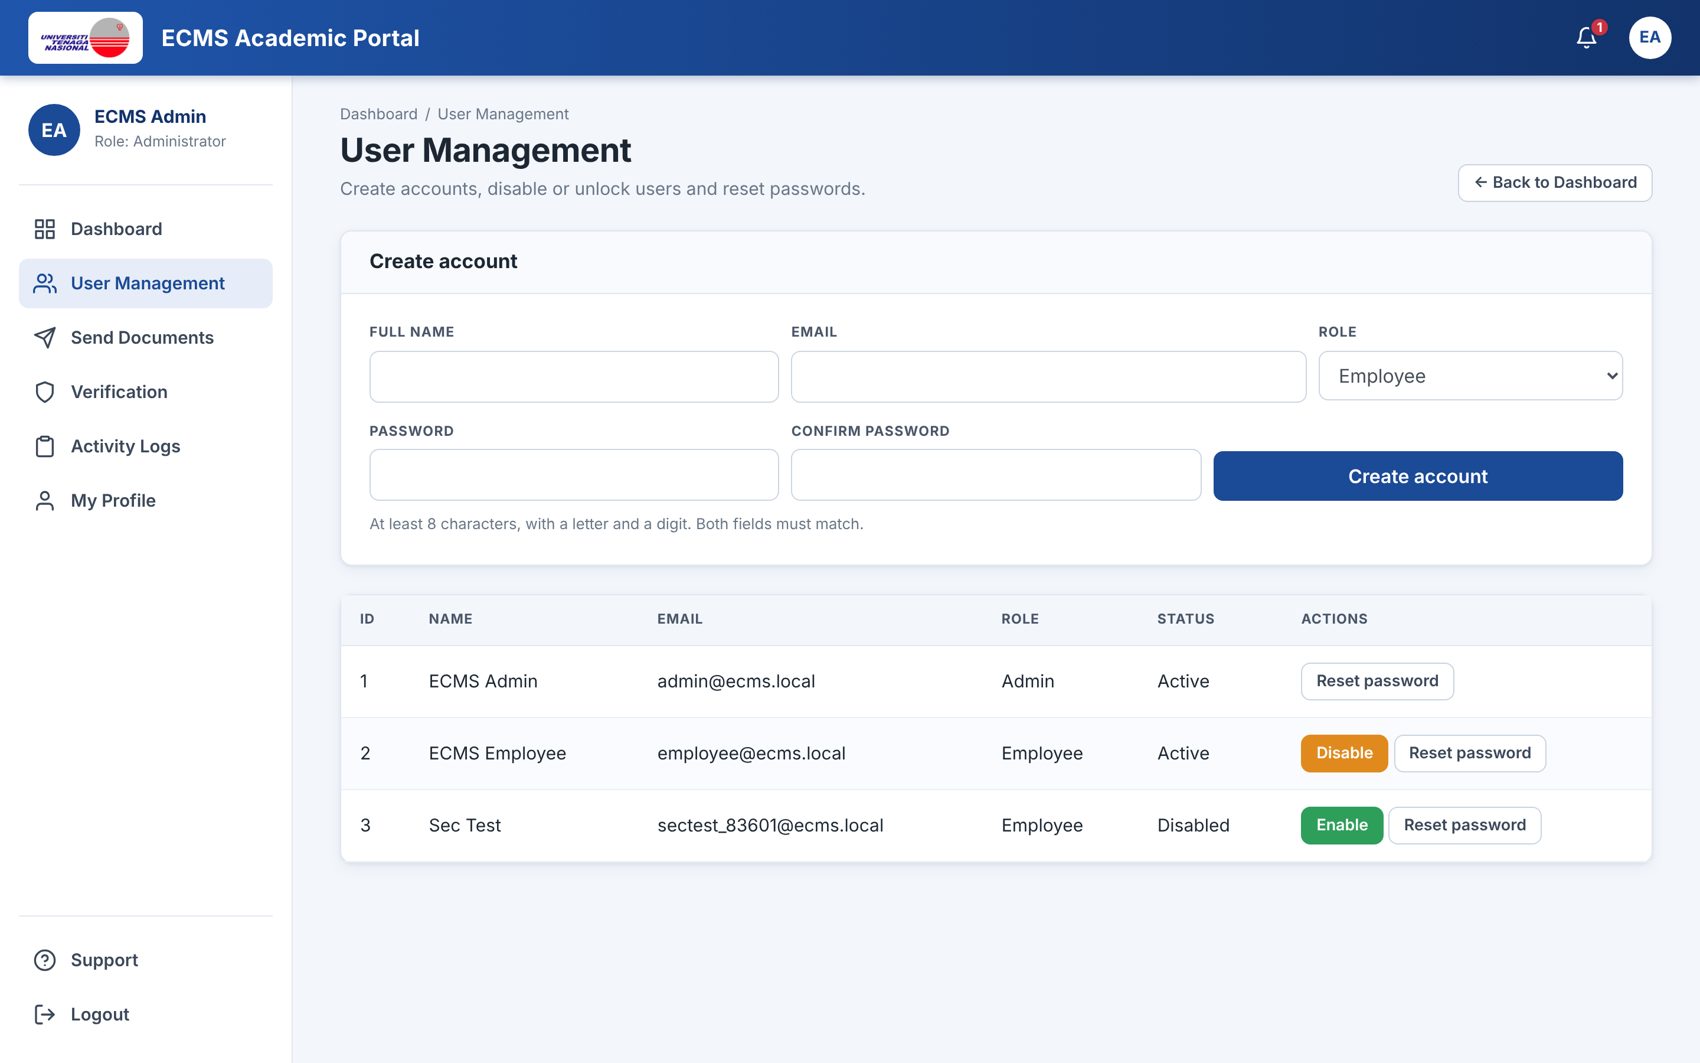 UNIVERSITI
TENAGA
NASIONAL
ECMS Academic Portal
1
EA
EA
ECMS Admin
Role: Administrator
Dashboard
User Management
Send Documents
Verification
Activity Logs
My Profile
Support
Logout
Dashboard / User Management
User Management
Create accounts, disable or unlock users and reset passwords.
← Back to Dashboard
Create account
FULL NAME EMAIL ROLE
Employee
PASSWORD CONFIRM PASSWORD
Create account
At least 8 characters, with a letter and a digit. Both fields must match.
ID NAME EMAIL ROLE STATUS ACTIONS
1 ECMS Admin admin@ecms.local Admin Active Reset password
2 ECMS Employee employee@ecms.local Employee Active Disable Reset password
3 Sec Test sectest_83601@ecms.local Employee Disabled Enable Reset password